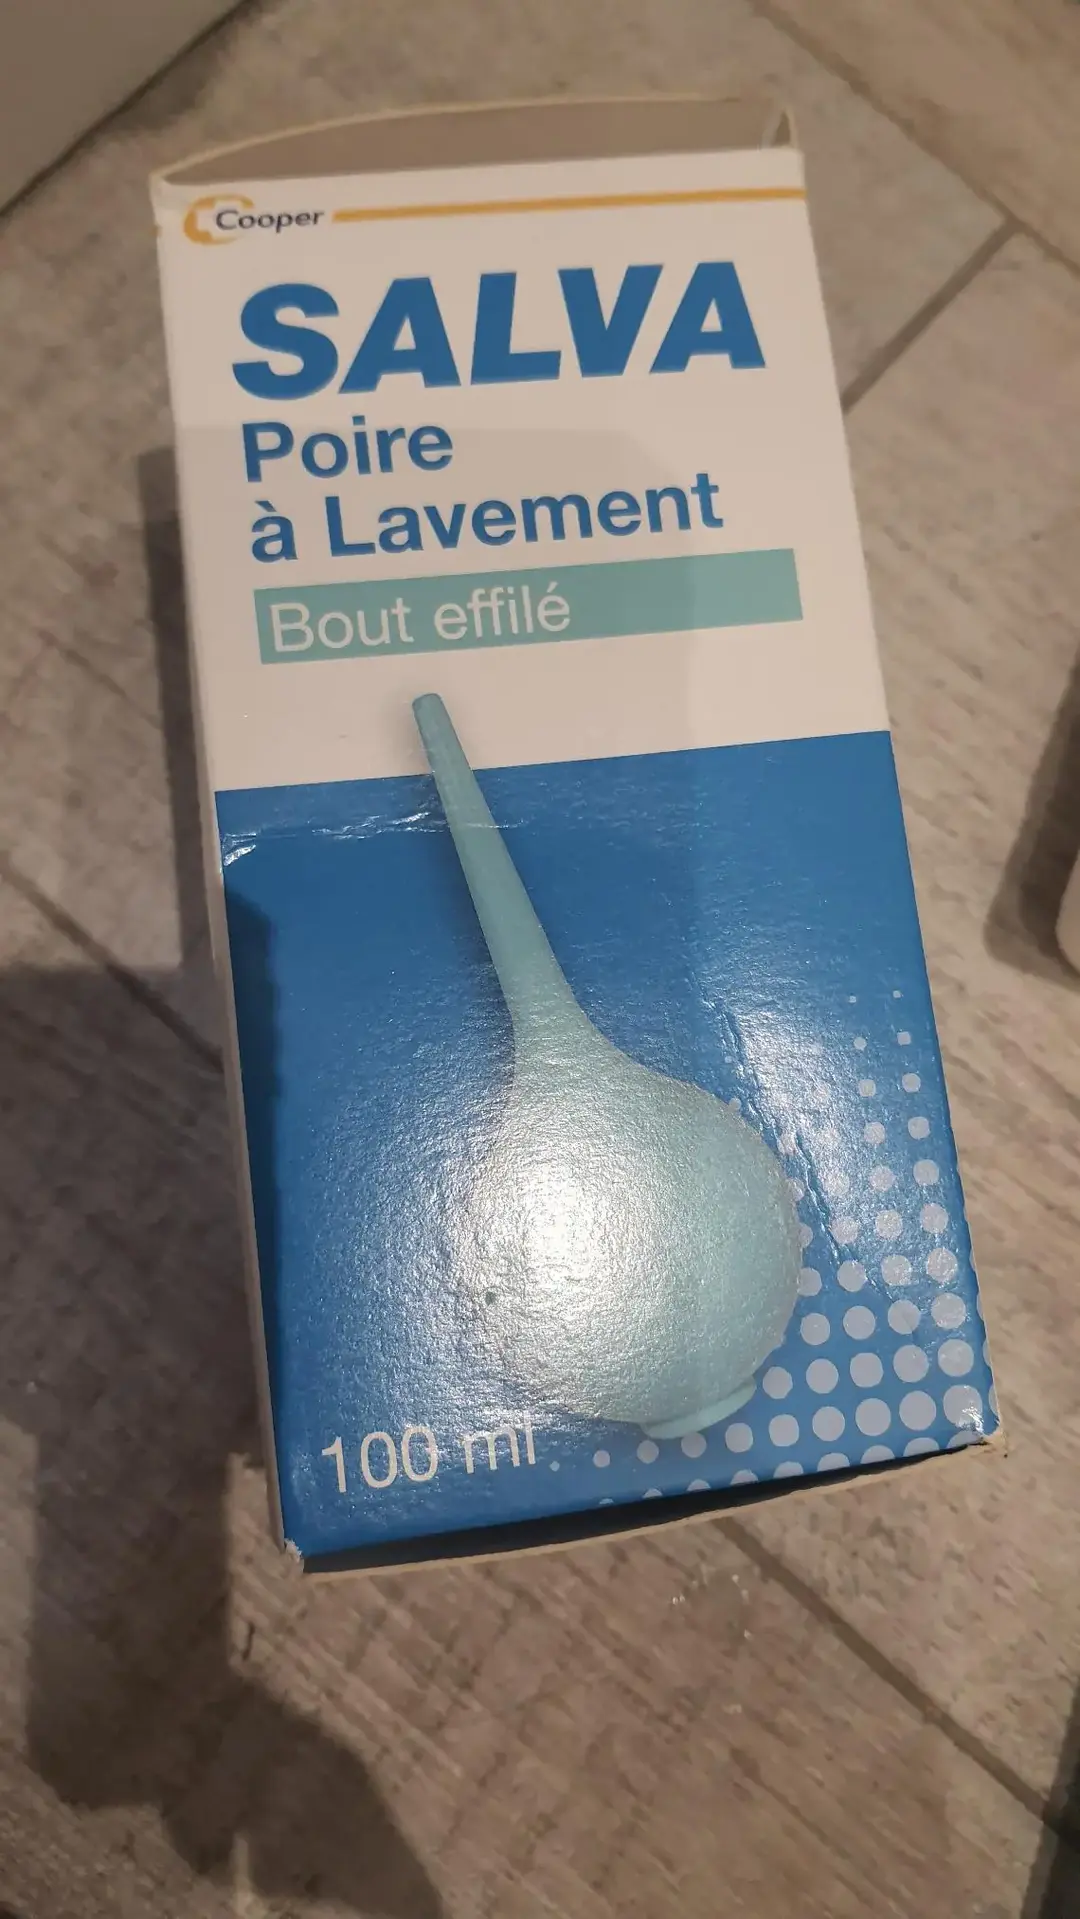 Cooper
SALVA
Poire
à Lavement
Bout effilé
100 ml